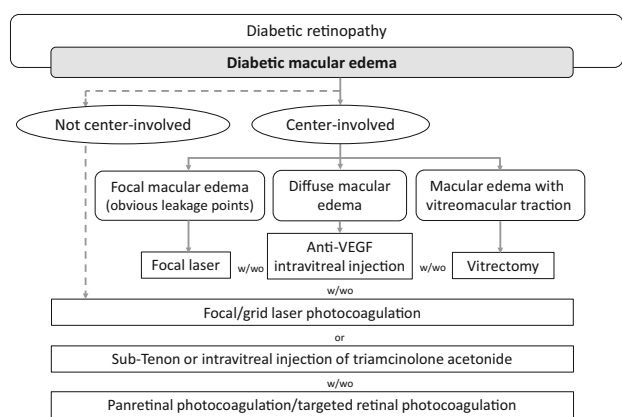 Diabetic retinopathy
Diabetic macular edema
Not center-involved
Center-involved
Focal macular edema
(obvious leakage points)
Diffuse macular
edema
Macular edema with
vitreomacular traction
Focal laser
w/wo
Anti-VEGF
intravitreal injection
w/wo
Vitrectomy
w/wo
Focal/grid laser photocoagulation
or
Sub-Tenon or intravitreal injection of triamcinolone acetonide
w/wo
Panretinal photocoagulation/targeted retinal photocoagulation